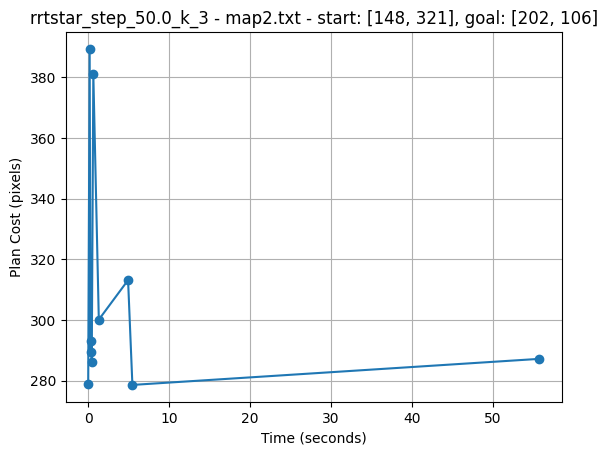 rrtstar_step_50.0_k_3 - map2.txt - start: [148, 321], goal: [202, 106]
Plan Cost (pixels)
380
360
340
320
300
280
0 10 20 30 40 50
Time (seconds)